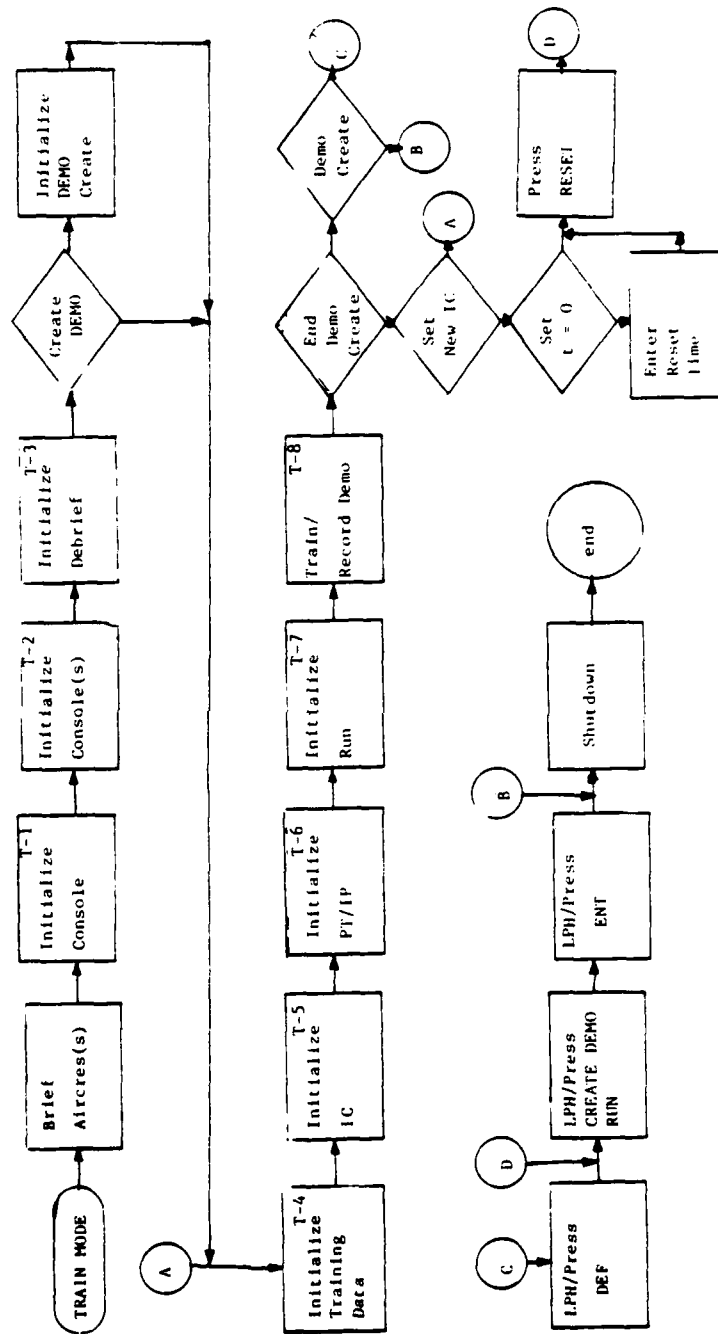 TRAIN MODE
Brief
Aircres(s)
T-1
Initialize
Console
T-2
Initialize
Console(s)
T-3
Initialize
Debrief
Create
DEMO
Initialize
DEMO
Create
A
T-4
Initialize
Training
Data
T-5
Initialize
IC
T-6
Initialize
PT/IP
T-7
Initialize
Run
T-8
Train/
Record Demo
End
Demo
Create
Demo
Create
C
B
Set
New IC
A
Set
t = 0
Press
RESET
D
Enter
Reset
Time
C
LPH/Press
DEF
D
LPH/Press
CREATE DEMO
RUN
LPH/Press
ENT
B
Shutdown
end